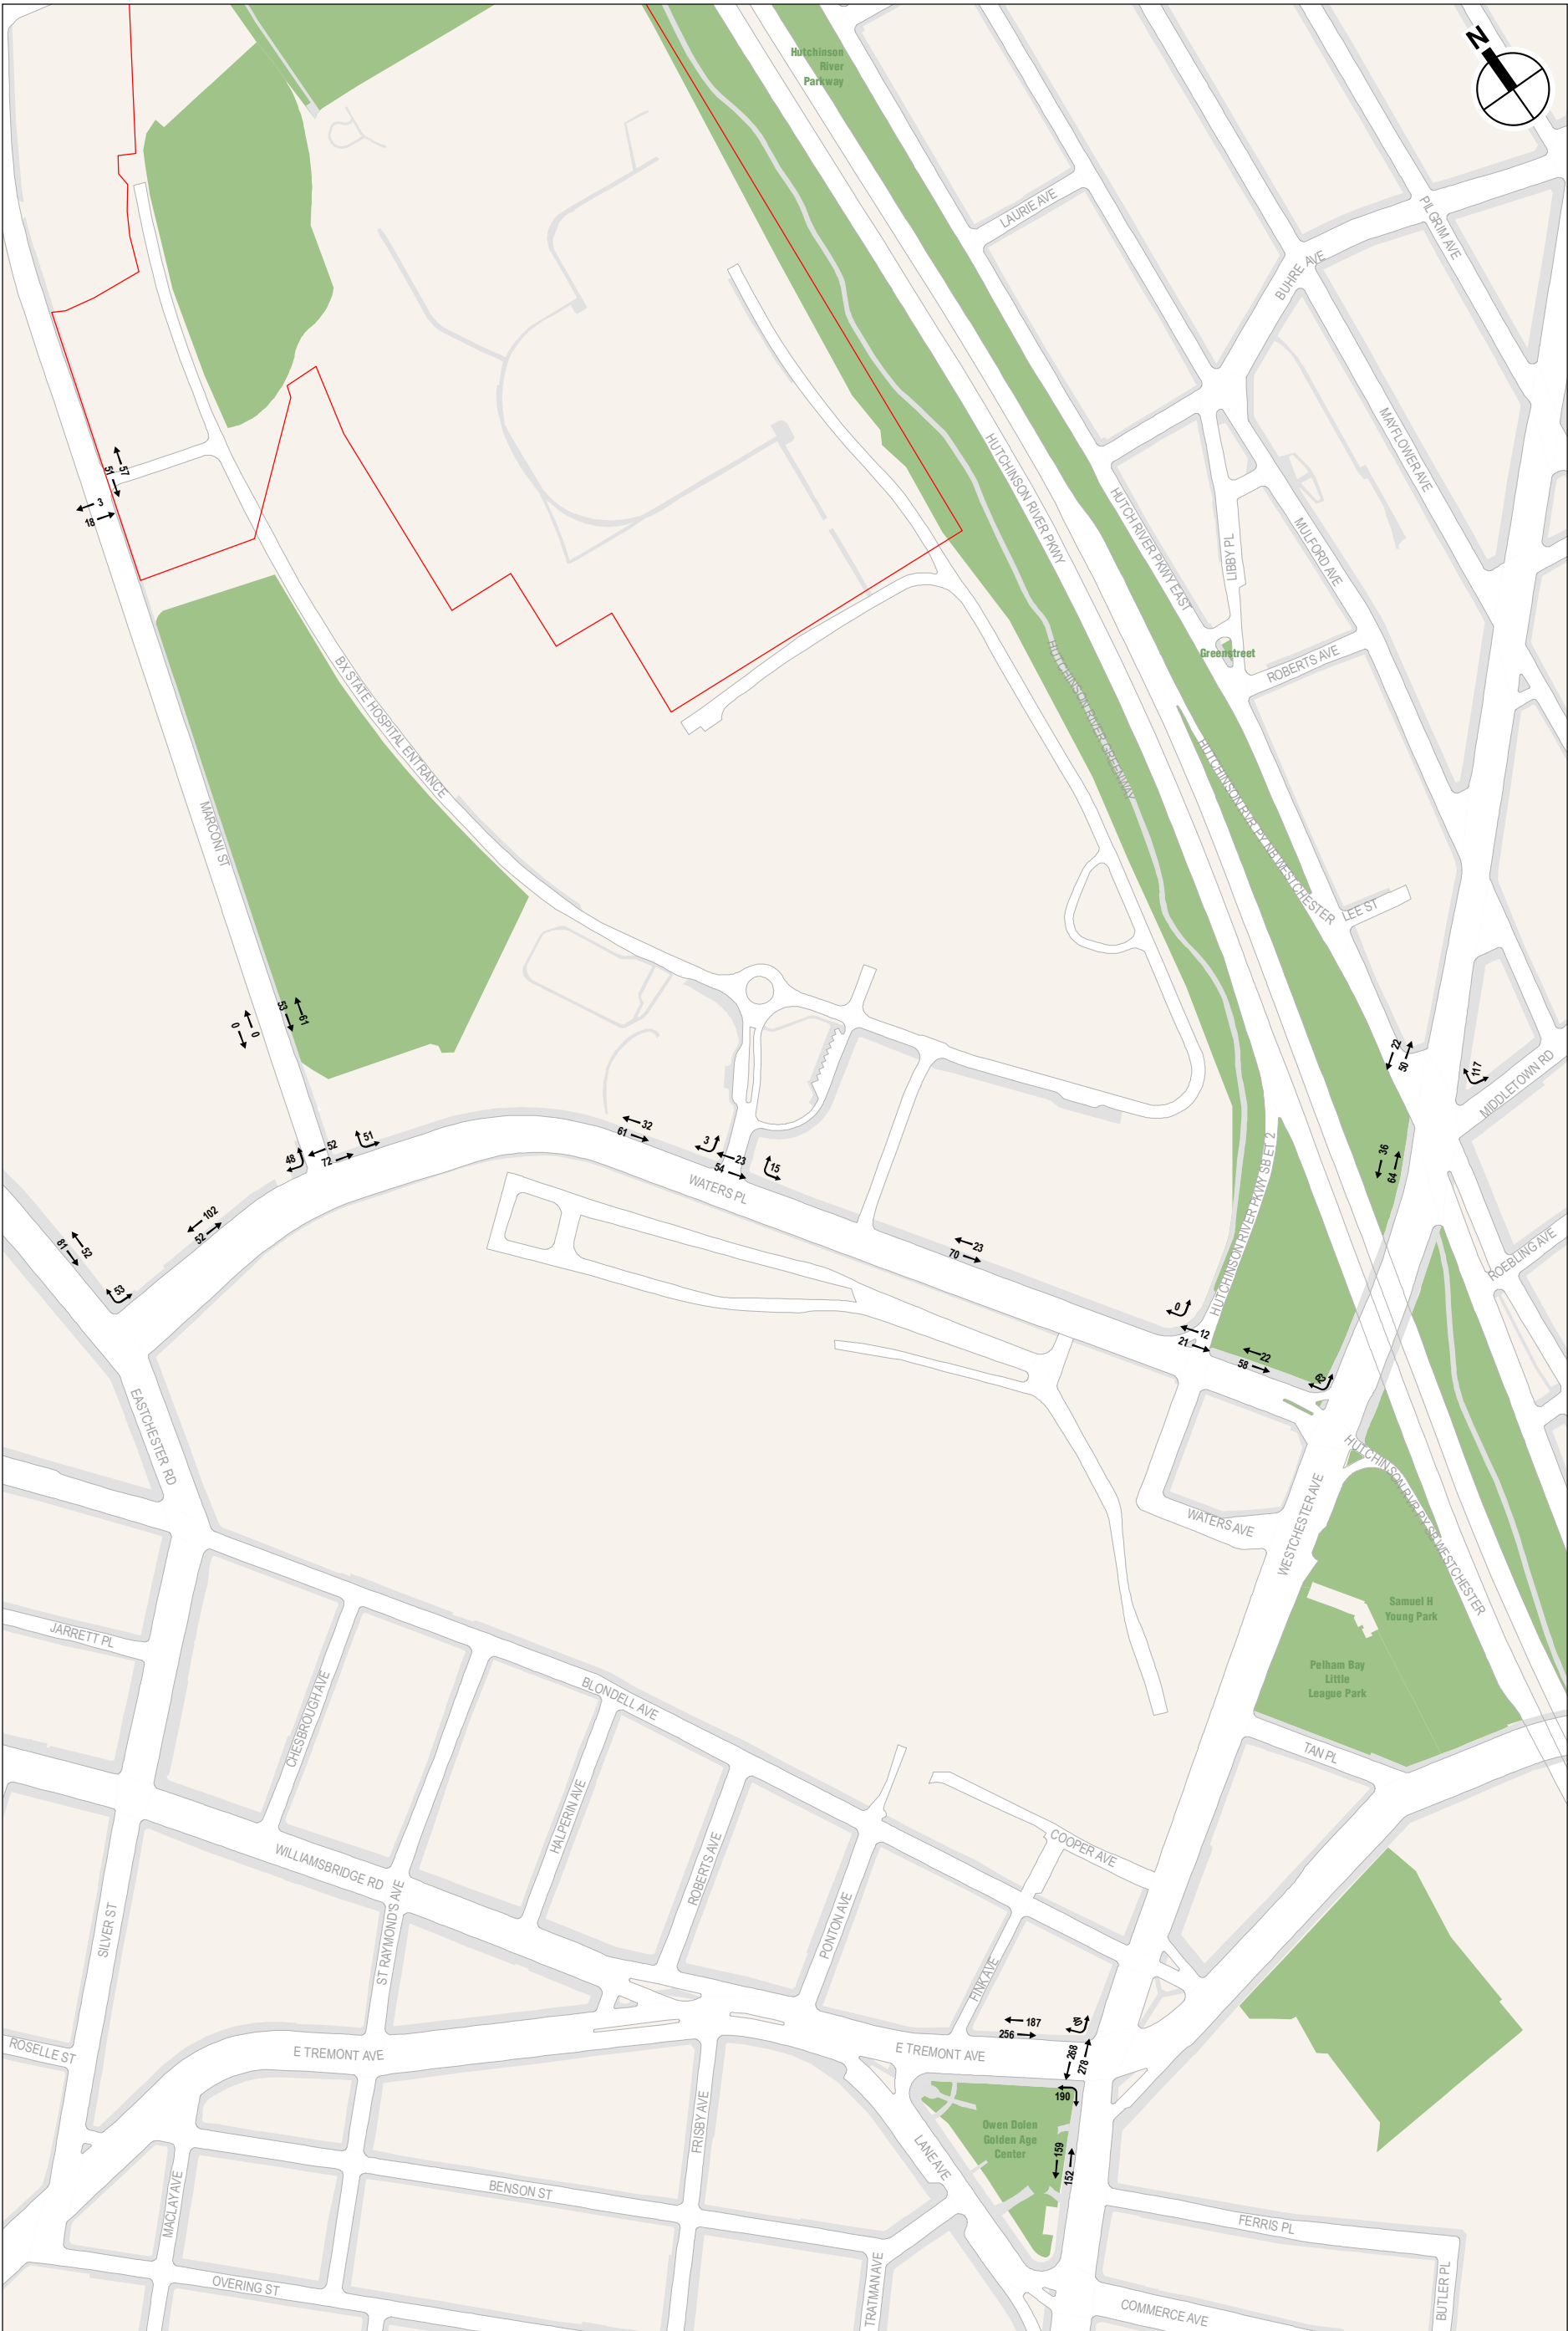 N
Hutchinson
River
Parkway
LAURIE AVE
PILGRIM AVE
BUHRE AVE
MAYFLOWER AVE
HUTCHINSON RIVER PKWY
HUTCH RIVER PKWY EAST
LIBBY PL
MULFORD AVE
57
51
3
18
Greenstreet
ROBERTS AVE
BX STATE HOSPITAL ENTRANCE
HUTCHINSON RIVER GREENWAY
HUTCHINSON RVR PY NB WESTCHESTER
MARCONI ST
LEE ST
53
61
0
0
22
50
117
MIDDLETOWN RD
32
61
3
23
54
15
51
52
72
48
WATERS PL
36
64
HUTCHINSON RIVER PKWY SB ET 2
102
52
81
52
53
23
70
ROEBLING AVE
0
12
21
22
58
EASTCHESTER RD
HUTCHINSON RVR PY SB WESTCHESTER
WATERS AVE
WESTCHESTER AVE
Samuel H
Young Park
Pelham Bay
Little
League Park
JARRETT PL
CHESBROUGH AVE
BLONDELL AVE
TAN PL
HALPERIN AVE
ROBERTS AVE
COOPER AVE
WILLIAMSBRIDGE RD
SILVER ST
ST RAYMOND'S AVE
PONTON AVE
FINK AVE
187
256
ROSELLE ST
E TREMONT AVE
E TREMONT AVE
268
278
190
Owen Dolen
Golden Age
Center
FRISBY AVE
LANE AVE
159
152
MACLAY AVE
BENSON ST
FERRIS PL
OVERING ST
TRATMAN AVE
COMMERCE AVE
BUTLER PL